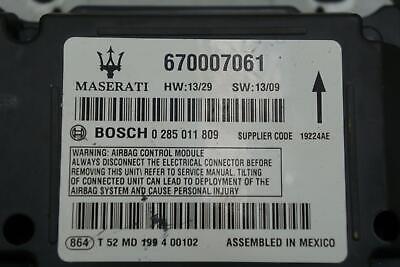 670007061
MASERATI HW:13/29 SW:13/09
BOSCH 0 285 011 809 SUPPLIER CODE 19224AE
WARNING: AIRBAG CONTROL MODULE
ALWAYS DISCONNECT THE ELECTRICAL CONNECTOR BEFORE
REMOVING THIS UNIT! REFER TO SERVICE MANUAL. TILTING
OF CONNECTED UNIT CAN CAUSE INADVERTENT DEPLOYMENT OF THE
AIRBAG SYSTEM AND CAUSE PERSONAL INJURY.
864 T 52 MD 199 4 00102 ASSEMBLED IN MEXICO